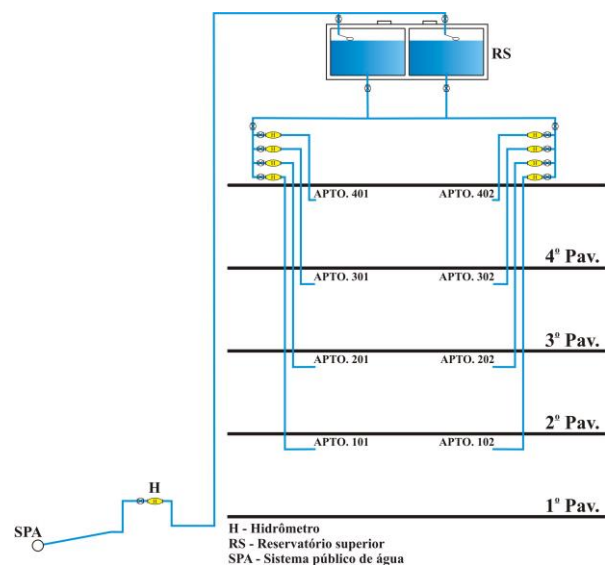 RS
APTO. 401
APTO. 402
4º Pav.
APTO. 301
APTO. 302
3º Pav.
APTO. 201
APTO. 202
2º Pav.
APTO. 101
APTO. 102
H
1º Pav.
SPA
H - Hidrômetro
RS - Reservatório superior
SPA - Sistema público de água